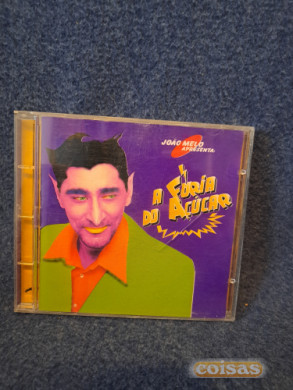 JOÃO MELO
APRESENTA:
A FÚRIA
DO AÇÚCAR
coisas